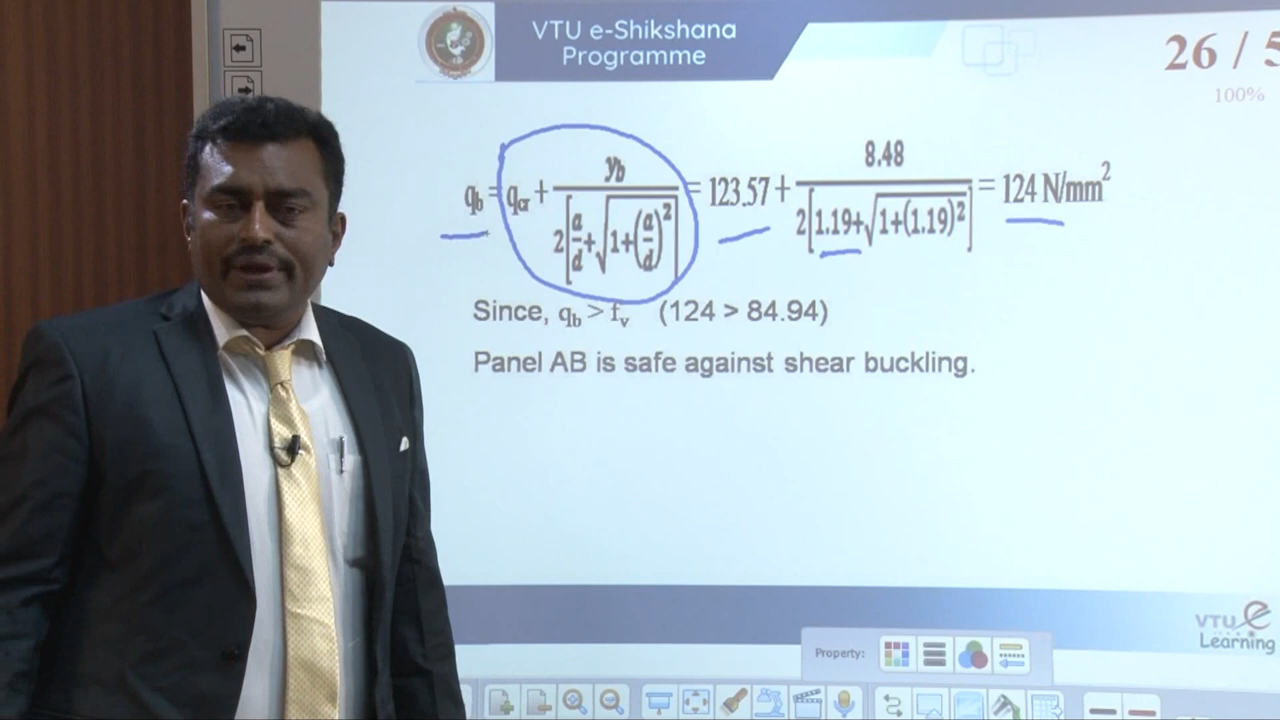 VTU e-Shikshana
Programme
26 / 5
100%
q_b = q_cr + y_b / 2[a/d+√1+(a/d)^2] = 123.57 + 8.48 / 2[1.19+√1+(1.19)^2] = 124 N/mm^2
Since, q_b > f_v (124 > 84.94)
Panel AB is safe against shear buckling.
VTU e
Learning
Property: